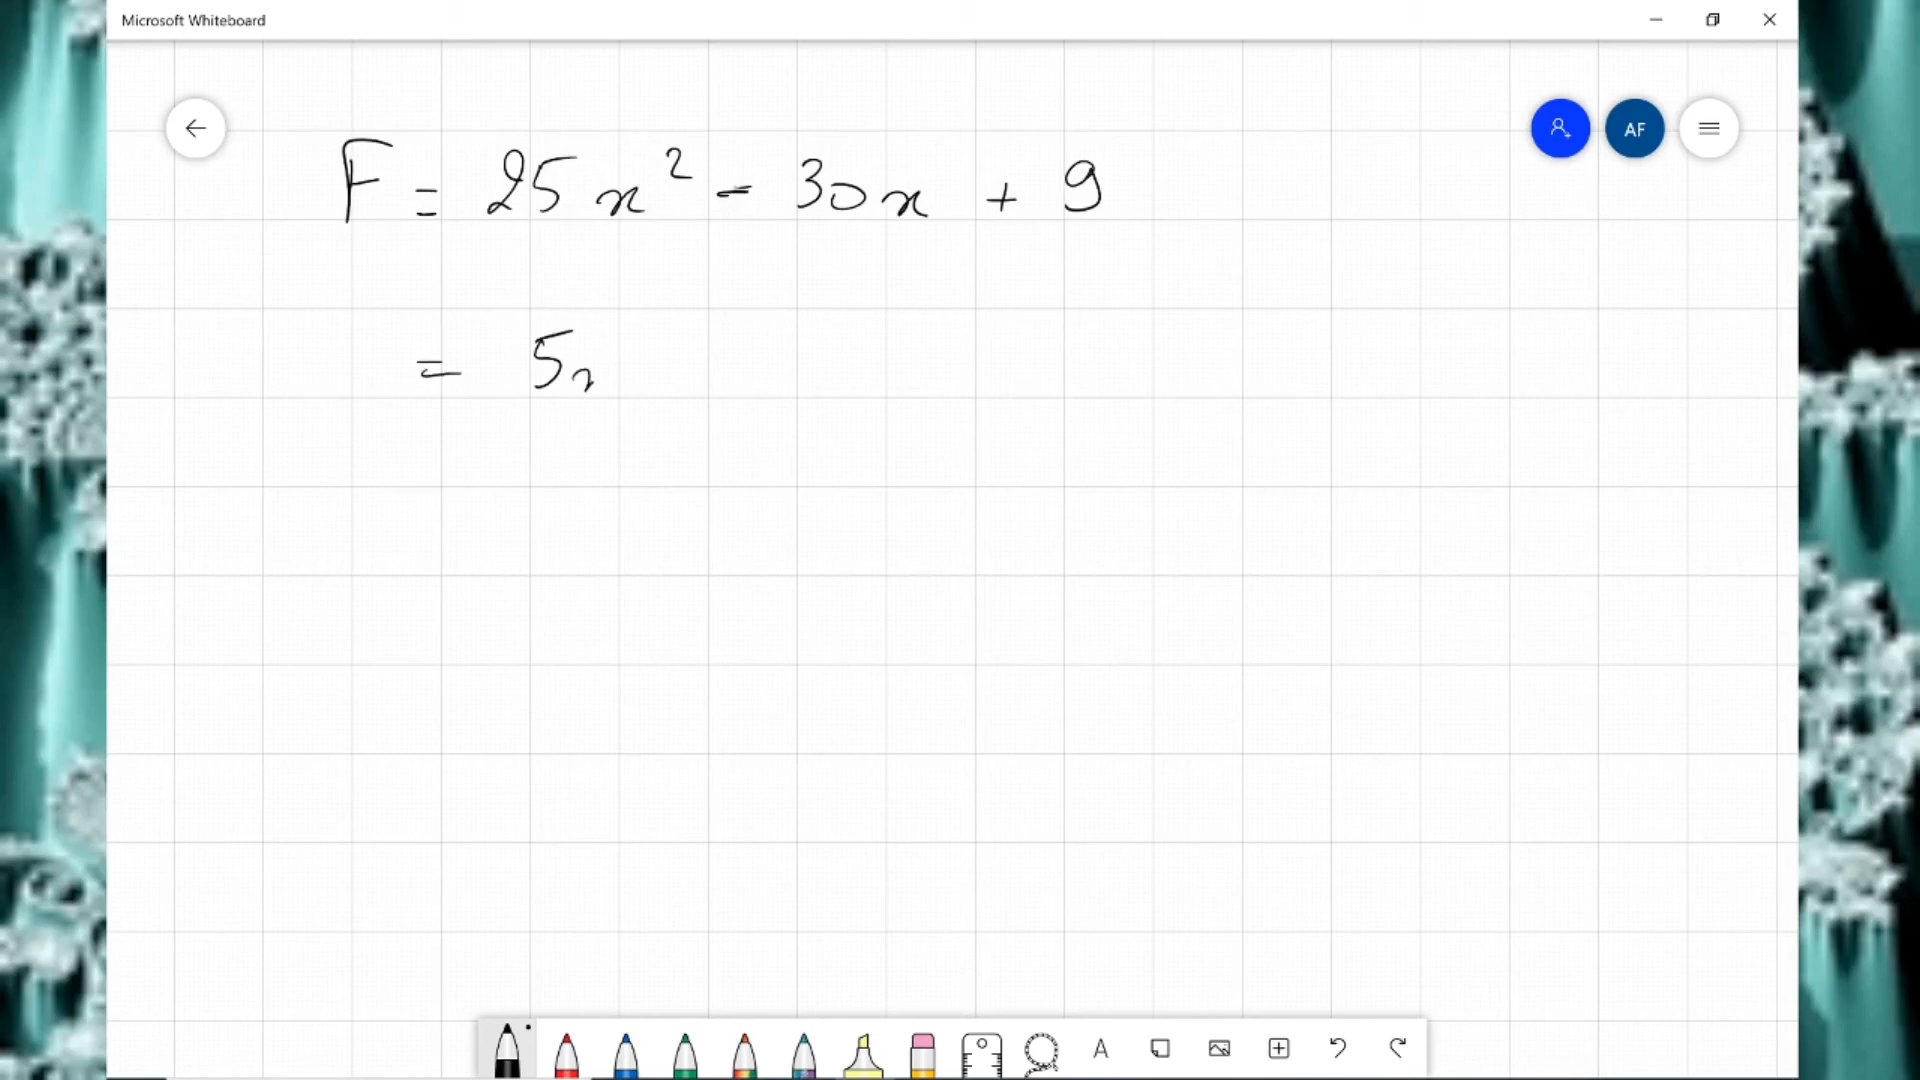 Microsoft Whiteboard
AF
F = 25x² - 30x + 9
= 5x
A